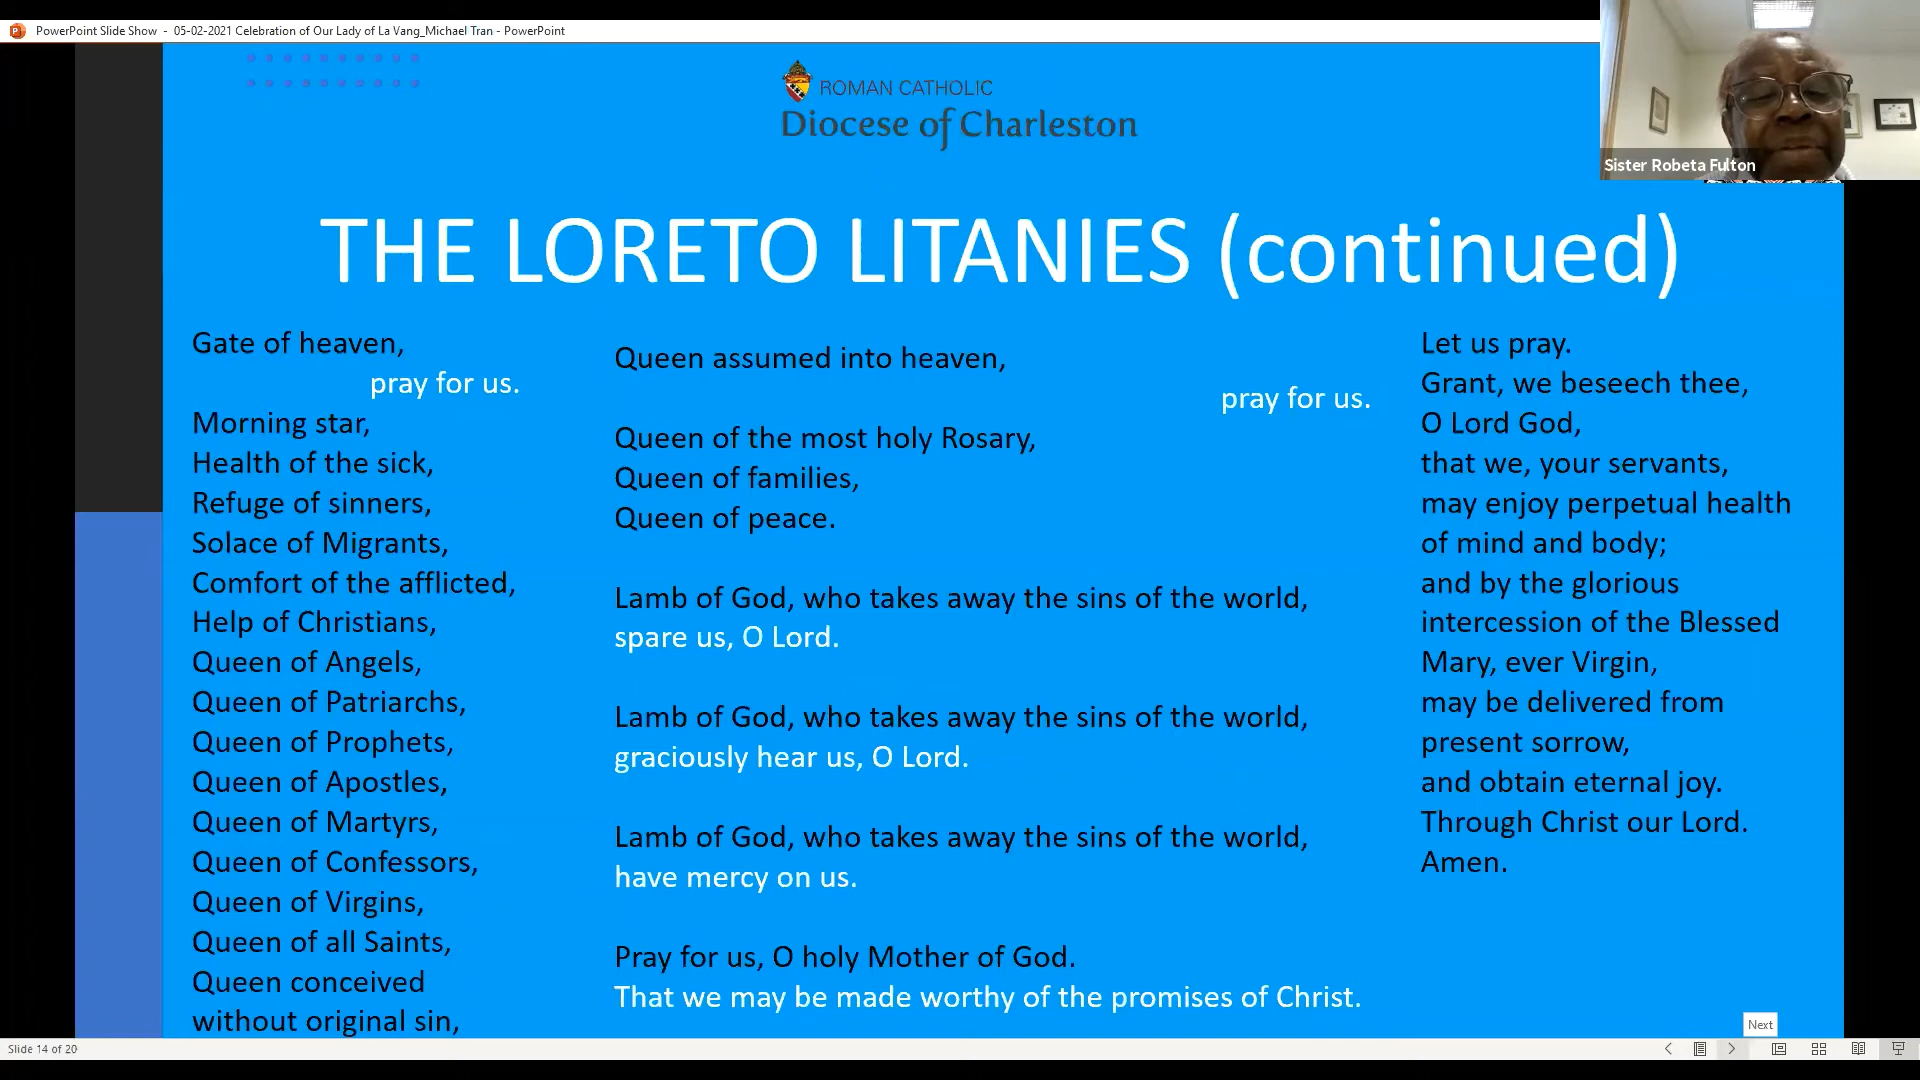 PowerPoint Slide Show - 05-02-2021 Celebration of Our Lady of La Vang_Michael Tran - PowerPoint
ROMAN CATHOLIC
Diocese of Charleston
Sister Robeta Fulton
THE LORETO LITANIES (continued)
Gate of heaven,
pray for us.
Morning star,
Health of the sick,
Refuge of sinners,
Solace of Migrants,
Comfort of the afflicted,
Help of Christians,
Queen of Angels,
Queen of Patriarchs,
Queen of Prophets,
Queen of Apostles,
Queen of Martyrs,
Queen of Confessors,
Queen of Virgins,
Queen of all Saints,
Queen conceived
without original sin,
Queen assumed into heaven,
pray for us.
Queen of the most holy Rosary,
Queen of families,
Queen of peace.
Lamb of God, who takes away the sins of the world,
spare us, O Lord.
Lamb of God, who takes away the sins of the world,
graciously hear us, O Lord.
Lamb of God, who takes away the sins of the world,
have mercy on us.
Pray for us, O holy Mother of God.
That we may be made worthy of the promises of Christ.
Let us pray.
Grant, we beseech thee,
O Lord God,
that we, your servants,
may enjoy perpetual health
of mind and body;
and by the glorious
intercession of the Blessed
Mary, ever Virgin,
may be delivered from
present sorrow,
and obtain eternal joy.
Through Christ our Lord.
Amen.
Next
Slide 14 of 20